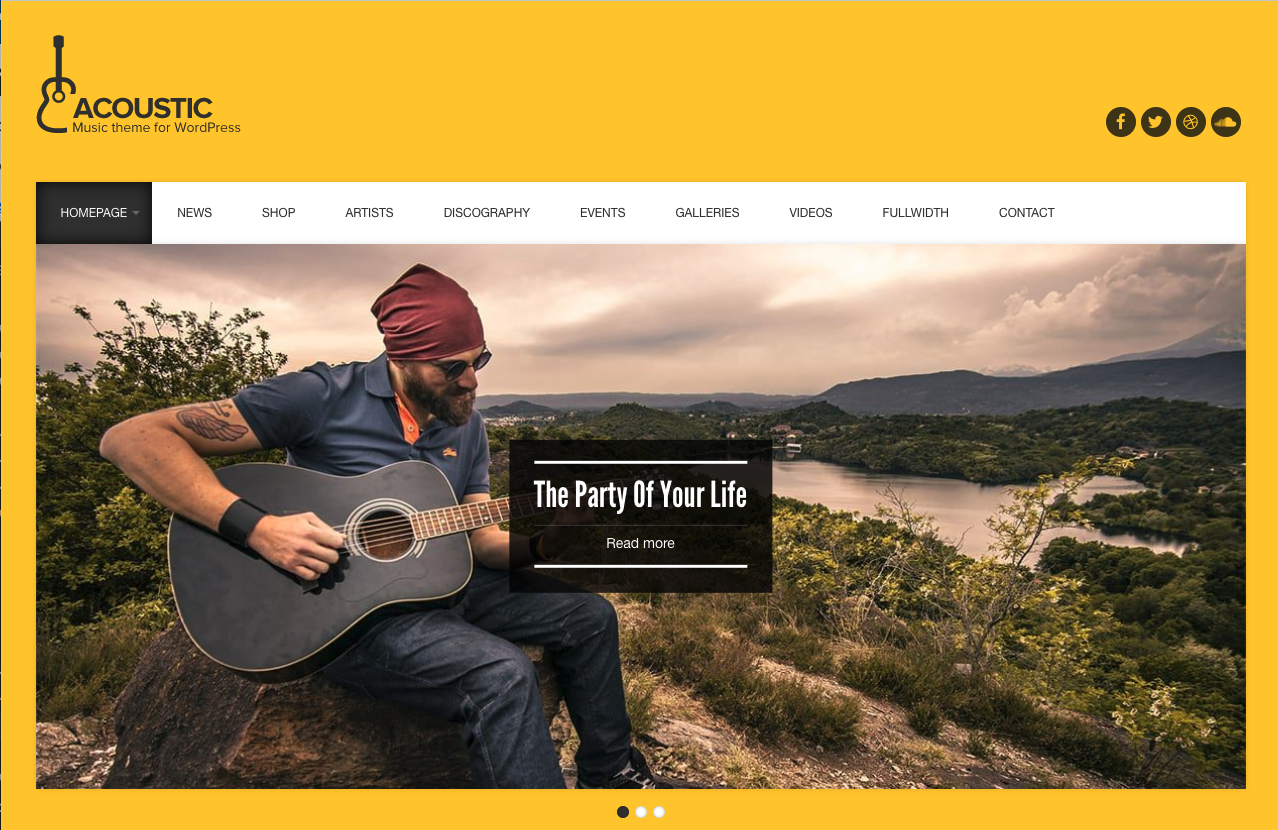 ACOUSTIC
Music theme for WordPress
HOMEPAGE NEWS SHOP ARTISTS DISCOGRAPHY EVENTS GALLERIES VIDEOS FULLWIDTH CONTACT
The Party Of Your Life
Read more